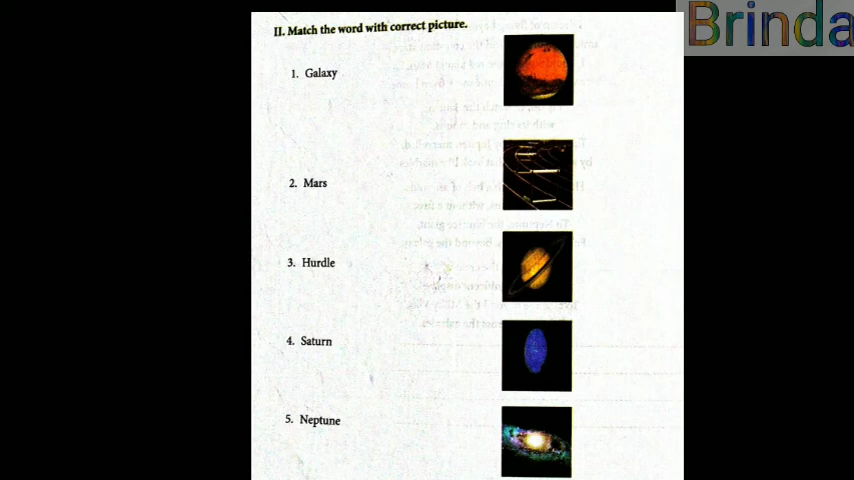 Brinda
II. Match the word with correct picture.
1. Galaxy
2. Mars
3. Hurdle
4. Saturn
5. Neptune